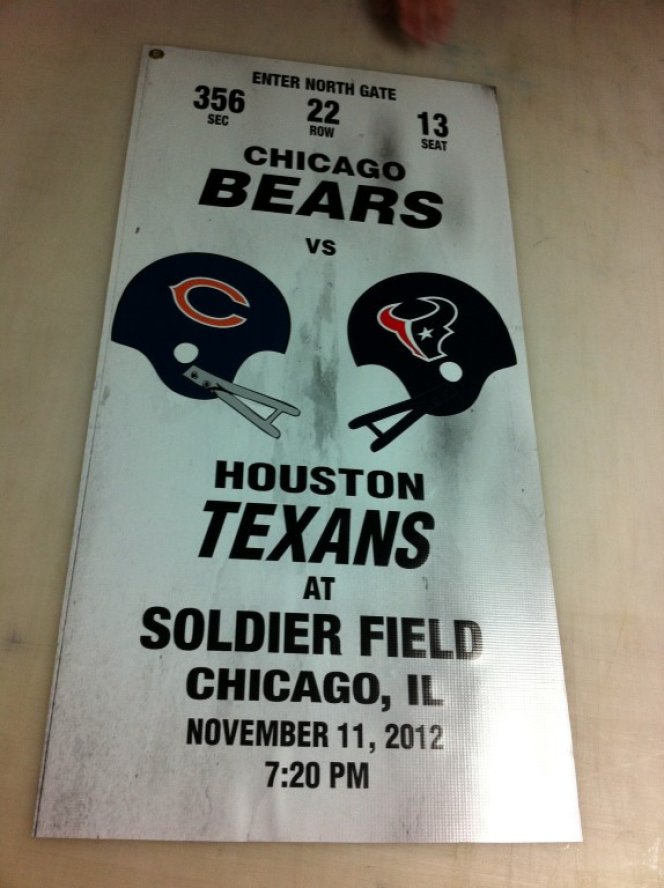 ENTER NORTH GATE
356 22 13
SEC ROW SEAT
CHICAGO
BEARS
VS
C
HOUSTON
TEXANS
AT
SOLDIER FIELD
CHICAGO, IL
NOVEMBER 11, 2012
7:20 PM